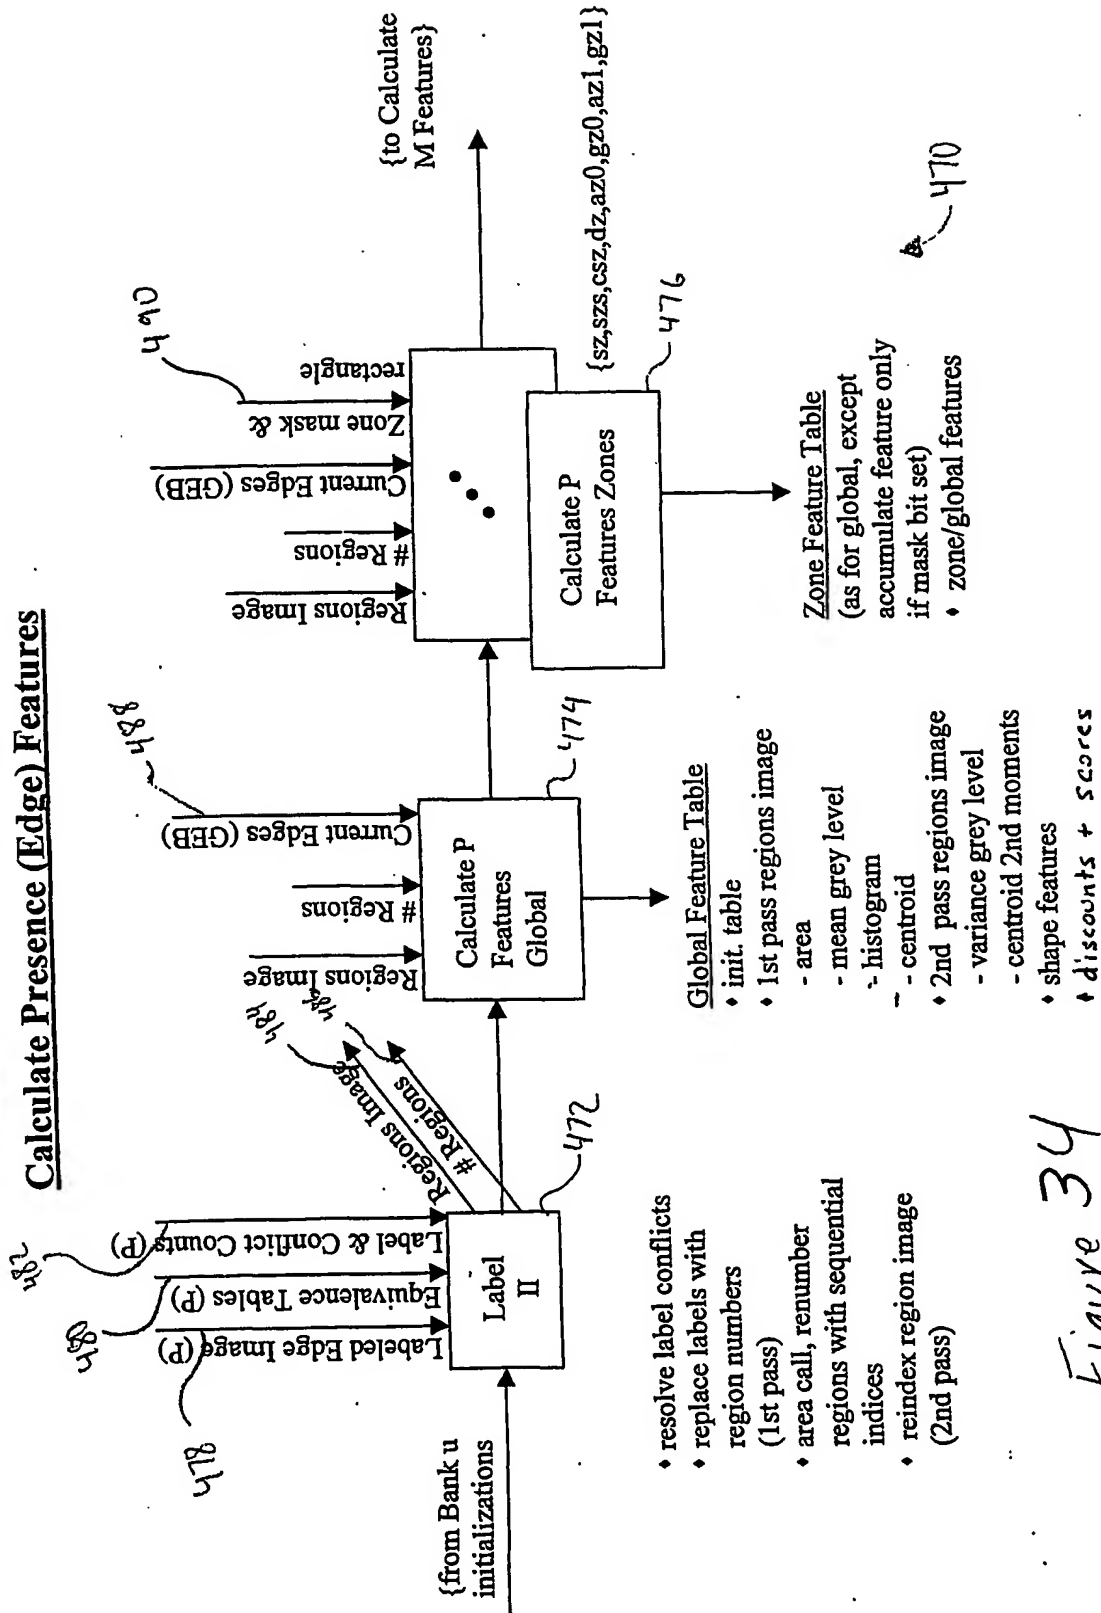 Calculate Presence (Edge) Features
{from Bank u
initializations
478
480
482
Labeled Edge Image (P)
Equivalence Tables (P)
Label & Conflict Counts (P)
Label
II
472
Regions Image
# Regions
484
♦ resolve label conflicts
♦ replace labels with
region numbers
(1st pass)
♦ area call, renumber
regions with sequential
indices
♦ reindex region image
(2nd pass)
Regions Image
# Regions
Current Edges (GEB)
488
Calculate P
Features
Global
474
Global Feature Table
♦ init. table
♦ 1st pass regions image
- area
- mean grey level
- histogram
- centroid
♦ 2nd pass regions image
- variance grey level
- centroid 2nd moments
♦ shape features
♦ discounts + scores
Regions Image
# Regions
Current Edges (GEB)
Zone mask &
rectangle
490
• • •
Calculate P
Features Zones
476
{to Calculate
M Features}
{sz,szs,csz,dz,az0,gz0,az1,gz1}
Zone Feature Table
(as for global, except
accumulate feature only
if mask bit set)
♦ zone/global features
470
Figure 34